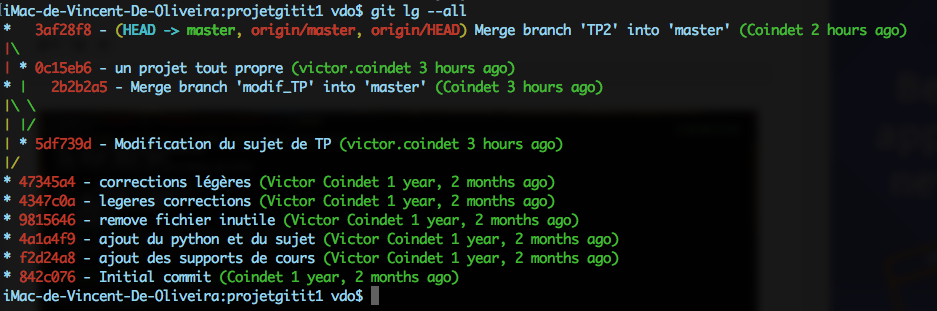 iMac-de-Vincent-De-Oliveira:projetgitit1 vdo$ git lg --all
*   3af28f8 - (HEAD -> master, origin/master, origin/HEAD) Merge branch 'TP2' into 'master' (Coindet 2 hours ago)
|\
| * 0c15eb6 - un projet tout propre (victor.coindet 3 hours ago)
* |   2b2b2a5 - Merge branch 'modif_TP' into 'master' (Coindet 3 hours ago)
|\ \
| |/
| * 5df739d - Modification du sujet de TP (victor.coindet 3 hours ago)
|/
* 47345a4 - corrections légères (Victor Coindet 1 year, 2 months ago)
* 4347c0a - legeres corrections (Victor Coindet 1 year, 2 months ago)
* 9815646 - remove fichier inutile (Victor Coindet 1 year, 2 months ago)
* 4a1a4f9 - ajout du python et du sujet (Victor Coindet 1 year, 2 months ago)
* f2d24a8 - ajout des supports de cours (Victor Coindet 1 year, 2 months ago)
* 842c076 - Initial commit (Coindet 1 year, 2 months ago)
iMac-de-Vincent-De-Oliveira:projetgitit1 vdo$